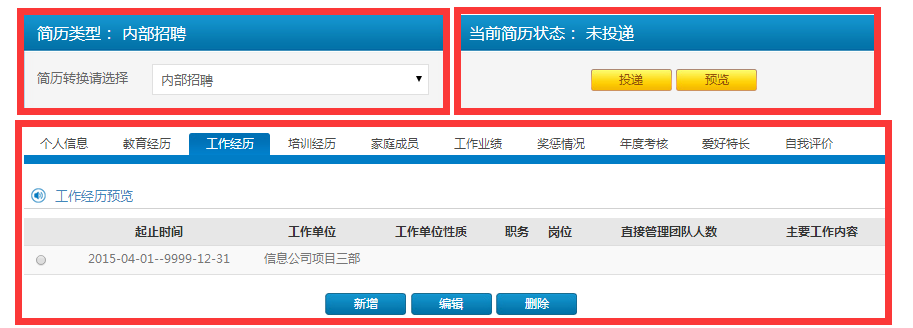 简历类型： 内部招聘
简历转换请选择 内部招聘
当前简历状态： 未投递
投递 预览
个人信息 教育经历 工作经历 培训经历 家庭成员 工作业绩 奖惩情况 年度考核 爱好特长 自我评价
工作经历预览
起止时间 工作单位 工作单位性质 职务 岗位 直接管理团队人数 主要工作内容
2015-04-01--9999-12-31 信息公司项目三部
新增 编辑 删除